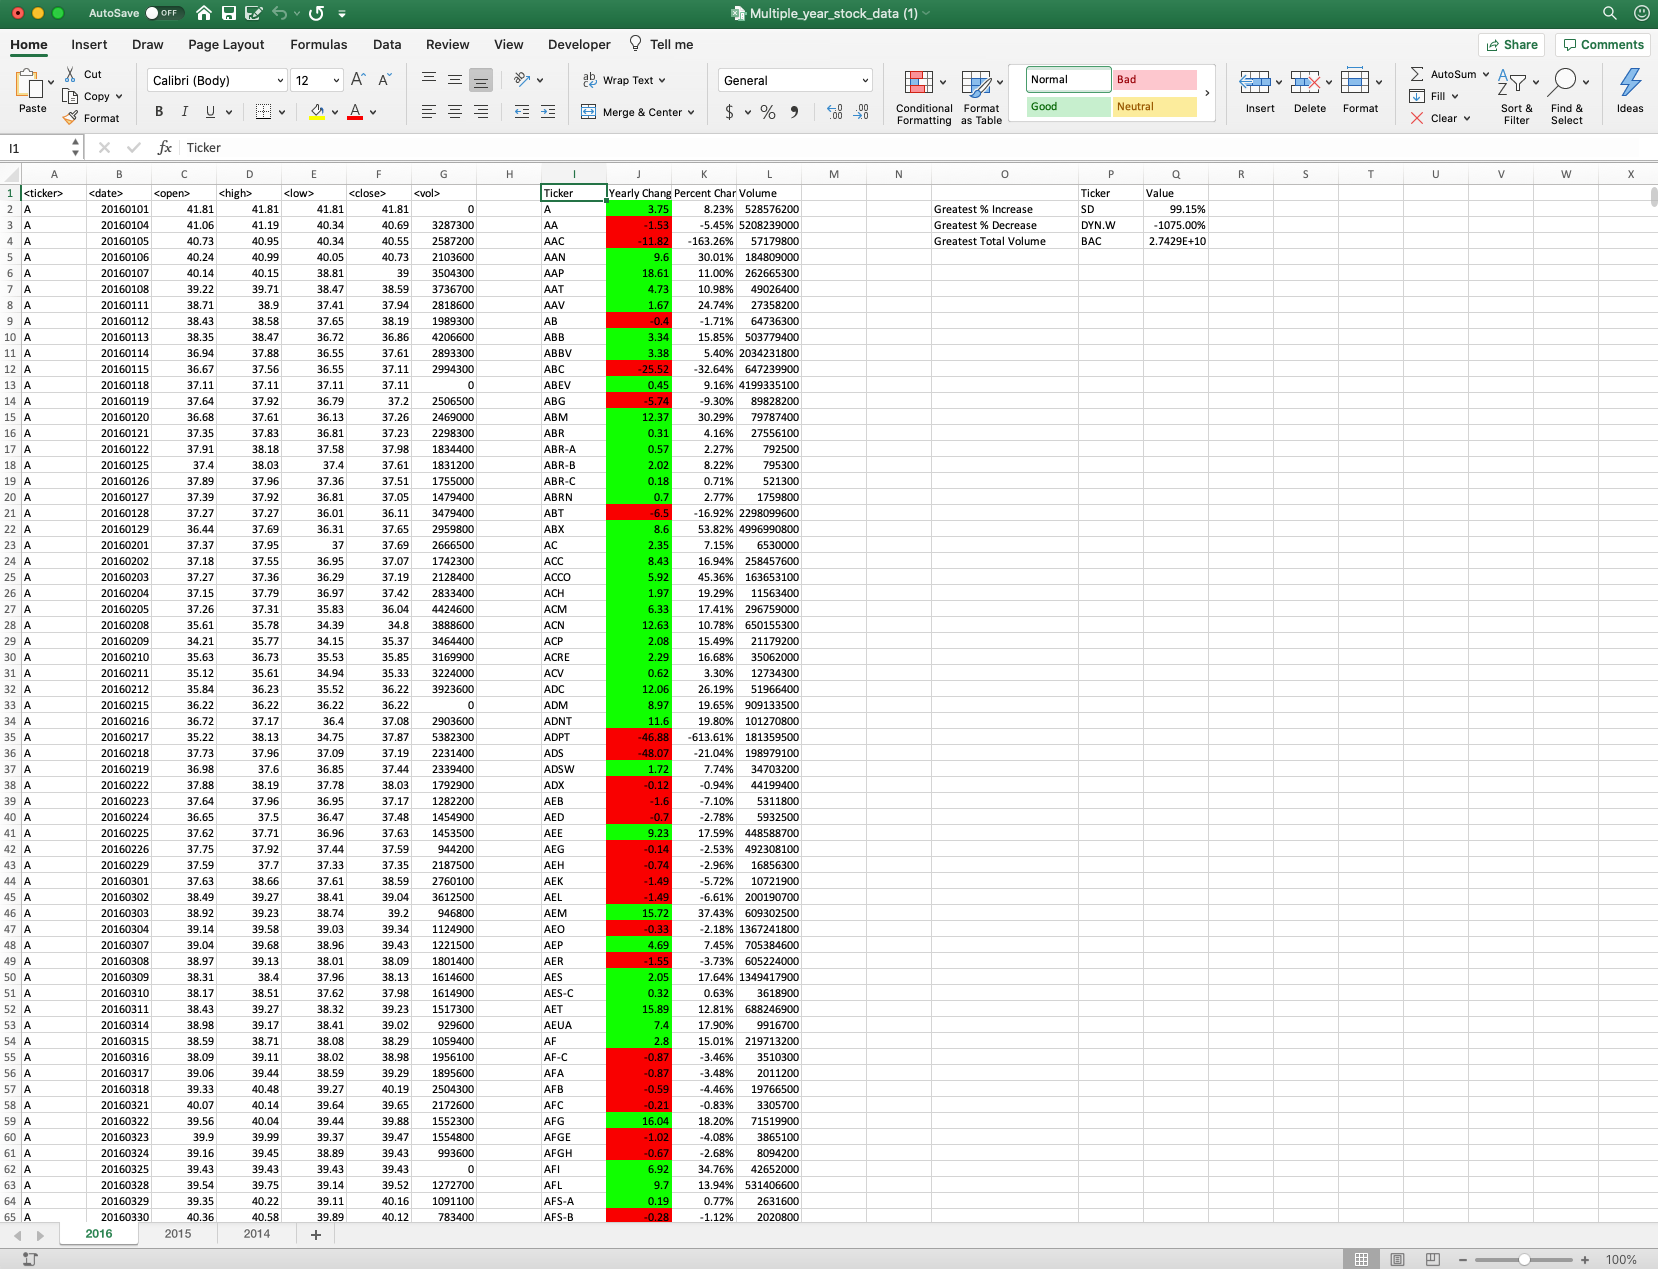 AutoSave OFF Multiple_year_stock_data (1)
Home Insert Draw Page Layout Formulas Data Review View Developer Tell me Share Comments
Paste Cut Copy Format
Calibri (Body) 12 A A
B I U A
ab Wrap Text
Merge & Center
General
$ % ,
Conditional Formatting Format as Table
Normal Bad
Good Neutral
Insert Delete Format
AutoSum
Fill
Clear
Sort & Filter Find & Select Ideas
I1 fx Ticker
A B C D E F G H I J K L M N O P Q R S T U V W X
1 <ticker> <date> <open> <high> <low> <close> <vol> Ticker Yearly Chang Percent Char Volume Ticker Value
2 A 20160101 41.81 41.81 41.81 41.81 0 A 3.75 8.23% 528576200 Greatest % Increase SD 99.15%
3 A 20160104 41.06 41.19 40.34 40.69 3287300 AA -1.53 -5.45% 5208239000 Greatest % Decrease DYN.W -1075.00%
4 A 20160105 40.73 40.95 40.34 40.55 2587200 AAC -11.82 -163.26% 57179800 Greatest Total Volume BAC 2.7429E+10
5 A 20160106 40.24 40.99 40.05 40.73 2103600 AAN 9.6 30.01% 184809000
6 A 20160107 40.14 40.15 38.81 39 3504300 AAP 18.61 11.00% 262665300
7 A 20160108 39.22 39.71 38.47 38.59 3736700 AAT 4.73 10.98% 49026400
8 A 20160111 38.71 38.9 37.41 37.94 2818600 AAV 1.67 24.74% 27358200
9 A 20160112 38.43 38.58 37.65 38.19 1989300 AB -0.4 -1.71% 64736300
10 A 20160113 38.35 38.47 36.72 36.86 4206600 ABB 3.34 15.85% 503779400
11 A 20160114 36.94 37.88 36.55 37.61 2893300 ABBV 3.38 5.40% 2034231800
12 A 20160115 36.67 37.56 36.55 37.11 2994300 ABC -25.52 -32.64% 647239900
13 A 20160118 37.11 37.11 37.11 37.11 0 ABEV 0.45 9.16% 4199335100
14 A 20160119 37.64 37.92 36.79 37.2 2506500 ABG -5.74 -9.30% 89828200
15 A 20160120 36.68 37.61 36.13 37.26 2469000 ABM 12.37 30.29% 79787400
16 A 20160121 37.35 37.83 36.81 37.23 2298300 ABR 0.31 4.16% 27556100
17 A 20160122 37.91 38.18 37.58 37.98 1834400 ABR-A 0.57 2.27% 792500
18 A 20160125 37.4 38.03 37.4 37.61 1831200 ABR-B 2.02 8.22% 795300
19 A 20160126 37.89 37.96 37.36 37.51 1755000 ABR-C 0.18 0.71% 521300
20 A 20160127 37.39 37.92 36.81 37.05 1479400 ABRN 0.7 2.77% 1759800
21 A 20160128 37.27 37.27 36.01 36.11 3479400 ABT -6.5 -16.92% 2298099600
22 A 20160129 36.44 37.69 36.31 37.65 2959800 ABX 8.6 53.82% 4996990800
23 A 20160201 37.37 37.95 37 37.69 2666500 AC 2.35 7.15% 6530000
24 A 20160202 37.18 37.55 36.95 37.07 1742300 ACC 8.43 16.94% 258457600
25 A 20160203 37.27 37.36 36.29 37.19 2128400 ACCO 5.92 45.36% 163653100
26 A 20160204 37.15 37.79 36.97 37.42 2833400 ACH 1.97 19.29% 11563400
27 A 20160205 37.26 37.31 35.83 36.04 4424600 ACM 6.33 17.41% 296759000
28 A 20160208 35.61 35.78 34.39 34.8 3888600 ACN 12.63 10.78% 650155300
29 A 20160209 34.21 35.77 34.15 35.37 3464400 ACP 2.08 15.49% 21179200
30 A 20160210 35.63 36.73 35.53 35.85 3169900 ACRE 2.29 16.68% 35062000
31 A 20160211 35.12 35.61 34.94 35.33 3224000 ACV 0.62 3.30% 12734300
32 A 20160212 35.84 36.23 35.52 36.22 3923600 ADC 12.06 26.19% 51966400
33 A 20160215 36.22 36.22 36.22 36.22 0 ADM 8.97 19.65% 909133500
34 A 20160216 36.72 37.17 36.4 37.08 2903600 ADNT 11.6 19.80% 101270800
35 A 20160217 35.22 38.13 34.75 37.87 5382300 ADPT -46.88 -613.61% 181359500
36 A 20160218 37.73 37.96 37.09 37.19 2231400 ADS -48.07 -21.04% 198979100
37 A 20160219 36.98 37.6 36.85 37.44 2339400 ADSW 1.72 7.74% 34703200
38 A 20160222 37.88 38.19 37.78 38.03 1792900 ADX -0.12 -0.94% 44199400
39 A 20160223 37.64 37.96 36.95 37.17 1282200 AEB -1.6 -7.10% 5311800
40 A 20160224 36.65 37.5 36.47 37.48 1454900 AED -0.7 -2.78% 5932500
41 A 20160225 37.62 37.71 36.96 37.63 1453500 AEE 9.23 17.59% 448588700
42 A 20160226 37.75 37.92 37.44 37.59 944200 AEG -0.14 -2.53% 492308100
43 A 20160229 37.59 37.7 37.33 37.35 2187500 AEH -0.74 -2.96% 16856300
44 A 20160301 37.63 38.66 37.61 38.59 2760100 AEK -1.49 -5.72% 10721900
45 A 20160302 38.49 39.27 38.41 39.04 3612500 AEL -1.49 -6.61% 200190700
46 A 20160303 38.92 39.23 38.74 39.2 946800 AEM 15.72 37.43% 609302500
47 A 20160304 39.14 39.58 39.03 39.34 1124900 AEO -0.33 -2.18% 1367241800
48 A 20160307 39.04 39.68 38.96 39.43 1221500 AEP 4.69 7.45% 705384600
49 A 20160308 38.97 39.13 38.01 38.09 1801400 AER -1.55 -3.73% 605224000
50 A 20160309 38.31 38.4 37.96 38.13 1614600 AES 2.05 17.64% 1349417900
51 A 20160310 38.17 38.51 37.62 37.98 1614900 AES-C 0.32 0.63% 3618900
52 A 20160311 38.43 39.27 38.32 39.23 1517300 AET 15.89 12.81% 688246900
53 A 20160314 38.98 39.17 38.41 39.02 929600 AEUA 7.4 17.90% 9916700
54 A 20160315 38.59 38.71 38.08 38.29 1059400 AF 2.8 15.01% 219713200
55 A 20160316 38.09 39.11 38.02 38.98 1956100 AF-C -0.87 -3.46% 3510300
56 A 20160317 39.06 39.44 38.59 39.29 1895600 AFA -0.87 -3.48% 2011200
57 A 20160318 39.33 40.48 39.27 40.19 2504300 AFB -0.59 -4.46% 19766500
58 A 20160321 40.07 40.14 39.64 39.65 2172600 AFC -0.21 -0.83% 3305700
59 A 20160322 39.56 40.04 39.44 39.88 1552300 AFG 16.04 18.20% 71519900
60 A 20160323 39.9 39.99 39.37 39.47 1554800 AFGE -1.02 -4.08% 3865100
61 A 20160324 39.16 39.45 38.89 39.43 993600 AFGH -0.67 -2.68% 8094200
62 A 20160325 39.43 39.43 39.43 39.43 0 AFI 6.92 34.76% 42652000
63 A 20160328 39.54 39.75 39.14 39.52 1272700 AFL 9.7 13.94% 531406600
64 A 20160329 39.35 40.22 39.11 40.16 1091100 AFS-A 0.19 0.77% 2631600
65 A 20160330 40.36 40.58 39.89 40.12 783400 AFS-B -0.28 -1.12% 2020800
2016 2015 2014 +
100%